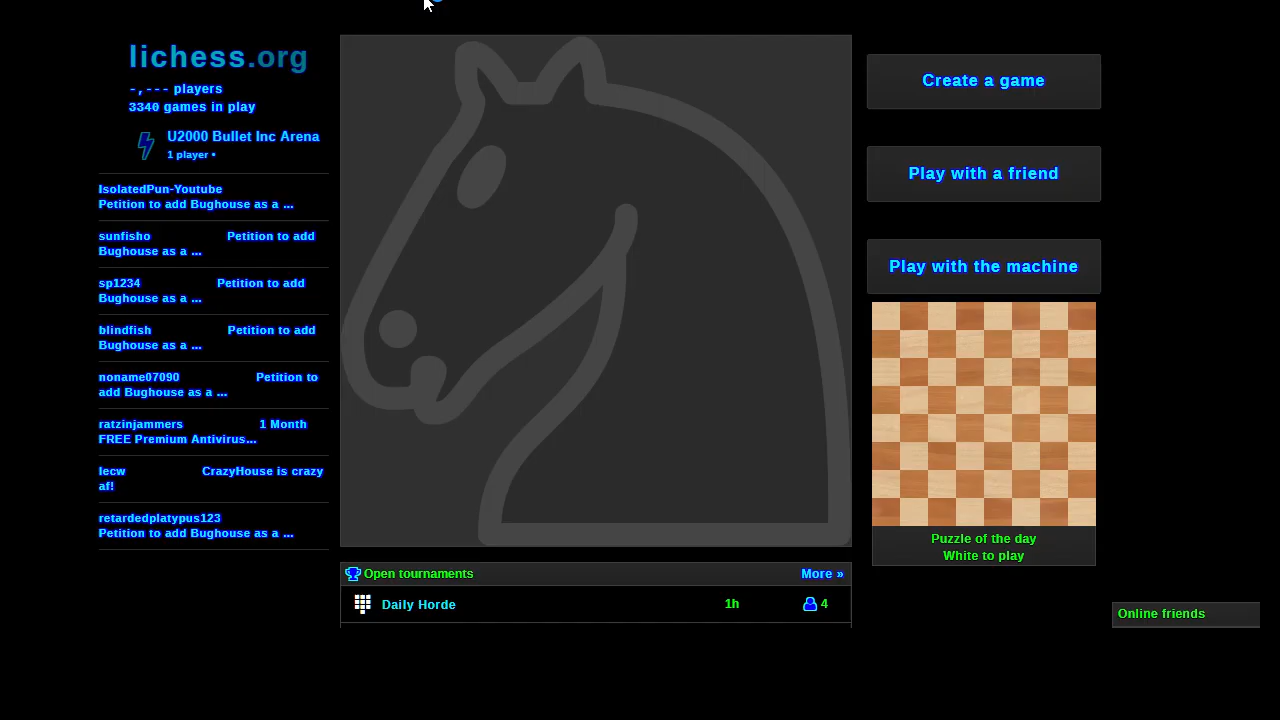 lichess.org
-,--- players
3340 games in play
U2000 Bullet Inc Arena
1 player •
IsolatedPun-Youtube
Petition to add Bughouse as a ...
sunfisho Petition to add
Bughouse as a ...
sp1234 Petition to add
Bughouse as a ...
blindfish Petition to add
Bughouse as a ...
noname07090 Petition to
add Bughouse as a ...
ratzinjammers 1 Month
FREE Premium Antivirus...
lecw CrazyHouse is crazy
af!
retardedplatypus123
Petition to add Bughouse as a ...
Open tournaments More »
Daily Horde 1h 4
Create a game
Play with a friend
Play with the machine
Puzzle of the day
White to play
Online friends